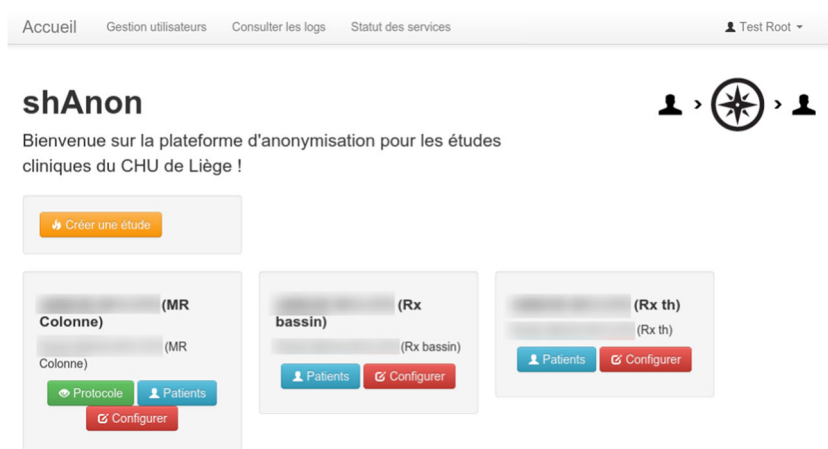 Accueil Gestion utilisateurs Consulter les logs Statut des services Test Root
shAnon
Bienvenue sur la plateforme d'anonymisation pour les études
cliniques du CHU de Liège !
Créer une étude
(MR
Colonne)
(MR
Colonne)
Protocole Patients
Configurer
(Rx
bassin)
(Rx bassin)
Patients Configurer
(Rx th)
(Rx th)
Patients Configurer